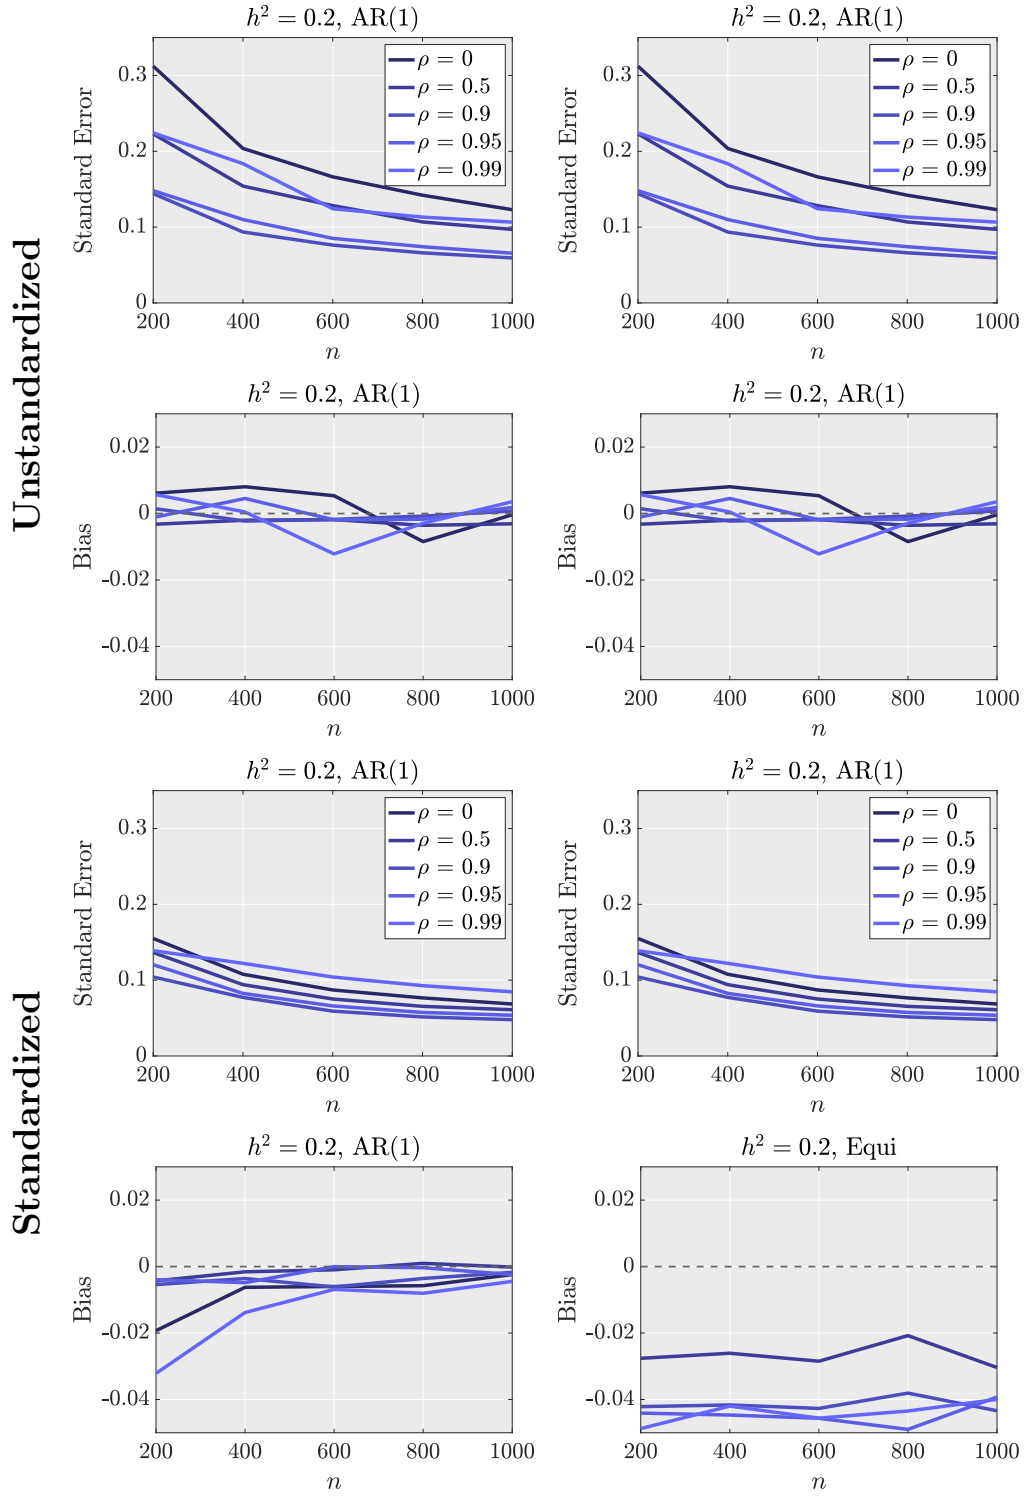 Unstandardized
h² = 0.2, AR(1)
Standard Error
0.3
0.2
0.1
0
ρ = 0
ρ = 0.5
ρ = 0.9
ρ = 0.95
ρ = 0.99
200 400 600 800 1000
n
h² = 0.2, AR(1)
Standard Error
0.3
0.2
0.1
0
ρ = 0
ρ = 0.5
ρ = 0.9
ρ = 0.95
ρ = 0.99
200 400 600 800 1000
n
h² = 0.2, AR(1)
Bias
0.02
0
-0.02
-0.04
200 400 600 800 1000
n
h² = 0.2, AR(1)
Bias
0.02
0
-0.02
-0.04
200 400 600 800 1000
n
Standardized
h² = 0.2, AR(1)
Standard Error
0.3
0.2
0.1
0
ρ = 0
ρ = 0.5
ρ = 0.9
ρ = 0.95
ρ = 0.99
200 400 600 800 1000
n
h² = 0.2, AR(1)
Standard Error
0.3
0.2
0.1
0
ρ = 0
ρ = 0.5
ρ = 0.9
ρ = 0.95
ρ = 0.99
200 400 600 800 1000
n
h² = 0.2, AR(1)
Bias
0.02
0
-0.02
-0.04
200 400 600 800 1000
n
h² = 0.2, Equi
Bias
0.02
0
-0.02
-0.04
200 400 600 800 1000
n